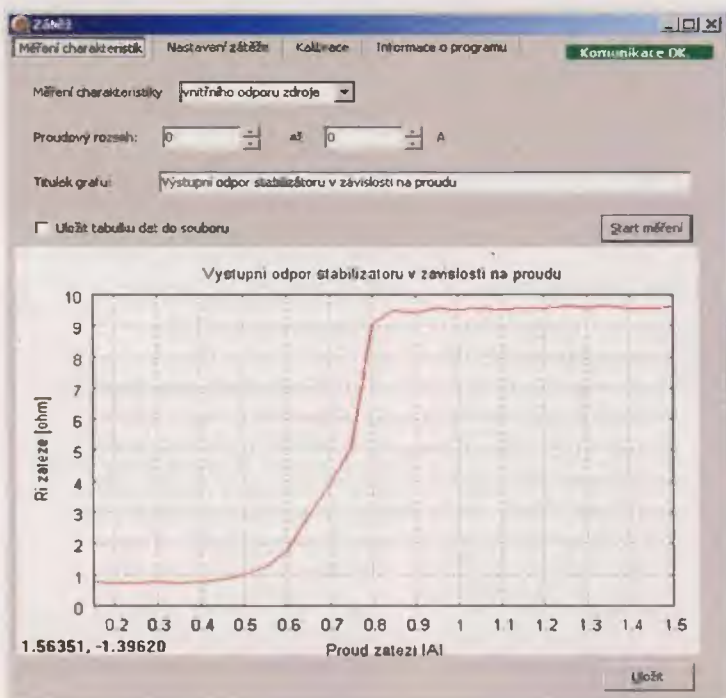 Zátěž
Měření charakteristik Nastavení zátěže Kalibrace Informace o programu Komunikace OK
Měření charakteristiky vnitřního odporu zdroje
Proudový rozsah: 0 až 0 A
Titulek grafu: Výstupní odpor stabilizátoru v závislosti na proudu
Uložit tabulku dat do souboru Start měření
Vystupni odpor stabilizatoru v zavislosti na proudu
10
9
8
7
6
5
4
3
2
1
0
Ri zateze [ohm]
0.2 0.3 0.4 0.5 0.6 0.7 0.8 0.9 1 1.1 1.2 1.3 1.4 1.5
1.56351, -1.39620 Proud zatezi [A]
Uložit